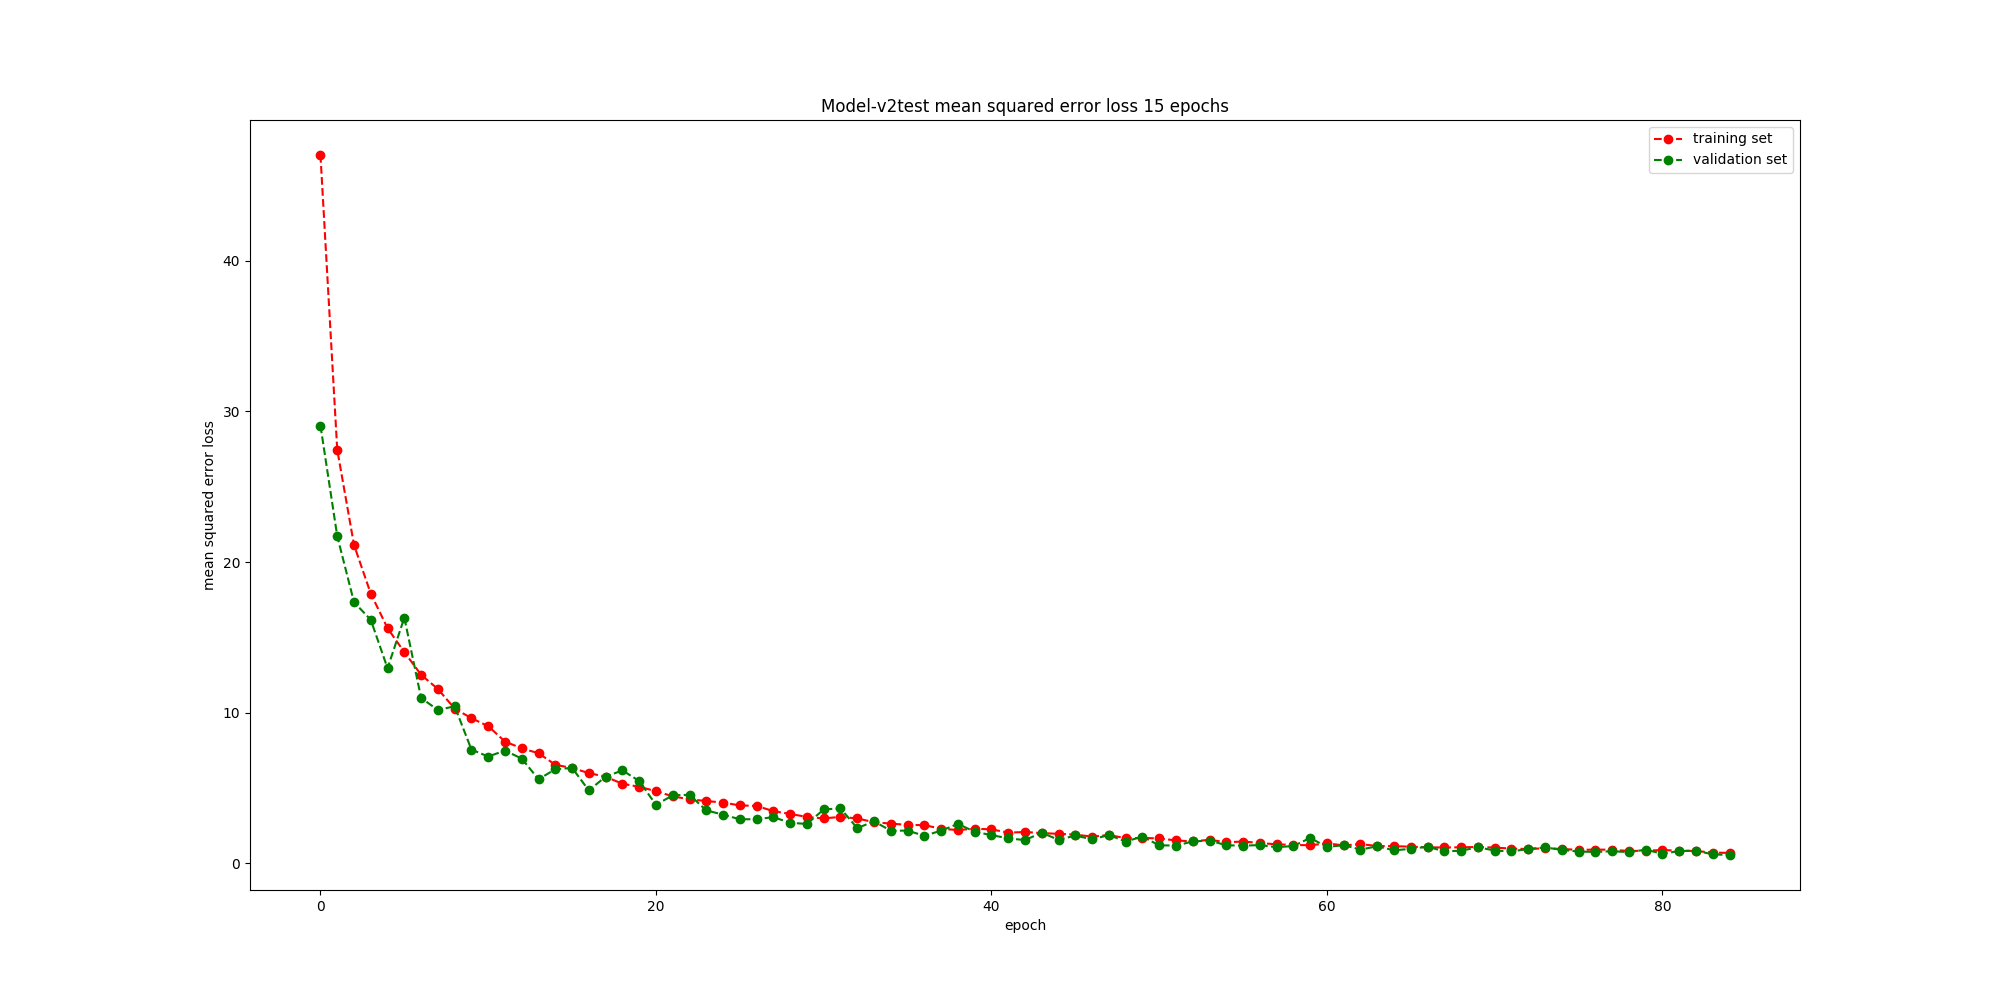 Model-v2test mean squared error loss 15 epochs
training set
validation set
mean squared error loss
40
30
20
10
0
0 20 40 60 80
epoch